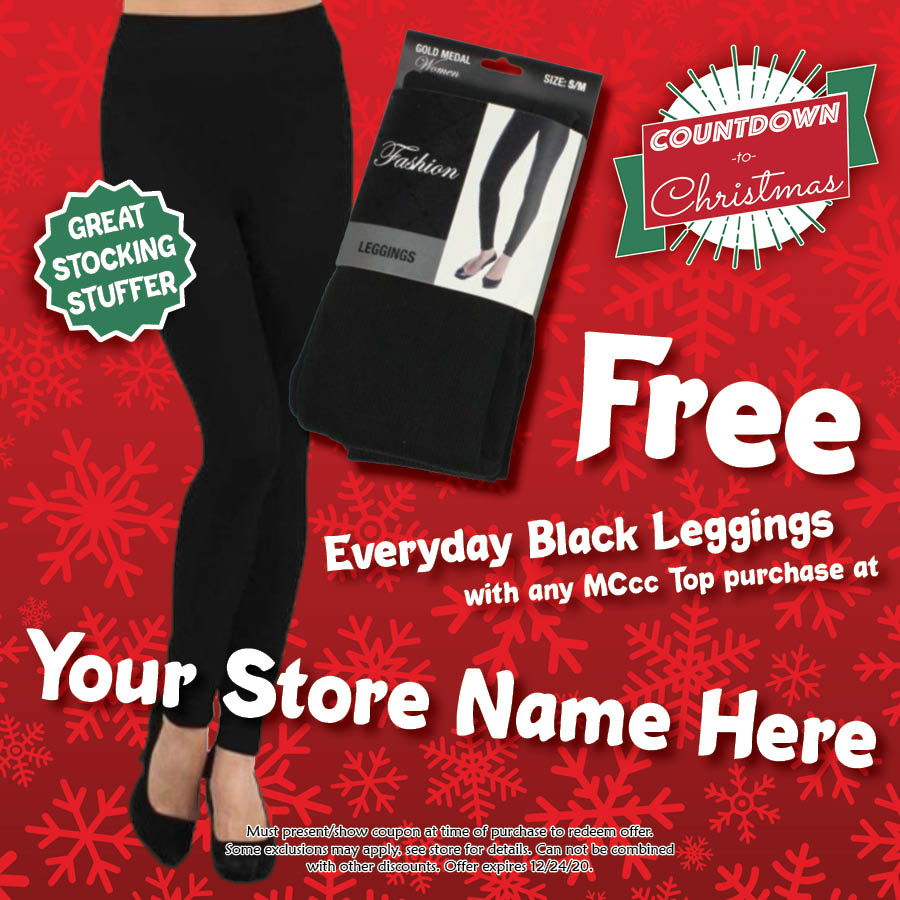 GOLD MEDAL
Women
SIZE: S/M
Fashion
LEGGINGS
COUNTDOWN
-to-
Christmas
GREAT
STOCKING
STUFFER
Free
Everyday Black Leggings
with any MCcc Top purchase at
Your Store Name Here
Must present/show coupon at time of purchase to redeem offer.
Some exclusions may apply, see store for details. Can not be combined
with other discounts. Offer expires 12/24/20.